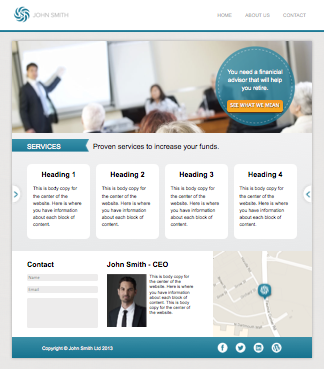 JOHN SMITH
HOME ABOUT US CONTACT
You need a financial
advisor that will help
you retire.
SEE WHAT WE MEAN
SERVICES Proven services to increase your funds.
Heading 1
This is body copy for
the center of the
website. Here is where
you have information
about each block of
content.
Heading 2
This is body copy for
the center of the
website. Here is where
you have information
about each block of
content.
Heading 3
This is body copy for
the center of the
website. Here is where
you have information
about each block of
content.
Heading 4
This is body copy for
the center of the
website. Here is where
you have information
about each block of
content.
Contact
Name
Email
John Smith - CEO
This is body copy for
the center of the
website. Here is where
you have information
about each block of
content. This is body
copy for the center of
the website.
Copyright © John Smith Ltd 2013